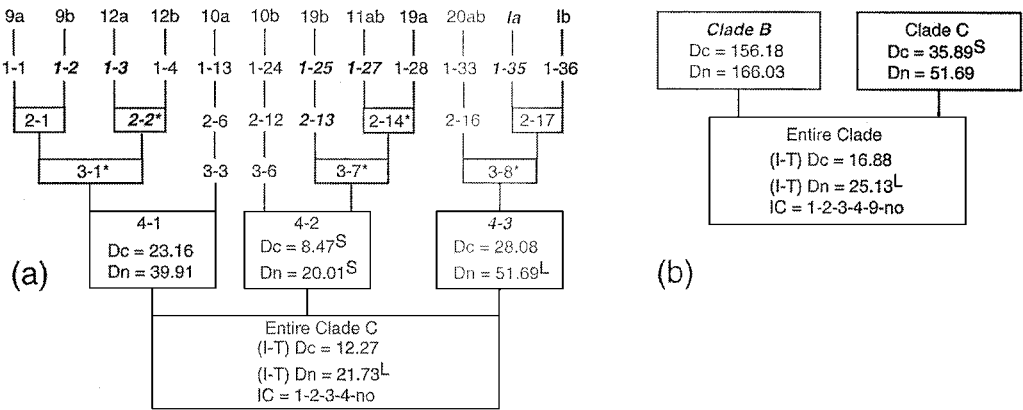 9a 9b 12a 12b 10a 10b 19b 11ab 19a 20ab Ia Ib
1-1 1-2 1-3 1-4 1-13 1-24 1-25 1-27 1-28 1-33 1-35 1-36
2-1 2-2* 2-6 2-12 2-13 2-14* 2-16 2-17
3-1* 3-3 3-6 3-7* 3-8*
4-1
Dc = 23.16
Dn = 39.91
4-2
Dc = 8.47S
Dn = 20.01S
4-3
Dc = 28.08
Dn = 51.69L
(a)
Entire Clade C
(I-T) Dc = 12.27
(I-T) Dn = 21.73L
IC = 1-2-3-4-no
Clade B
Dc = 156.18
Dn = 166.03
Clade C
Dc = 35.89S
Dn = 51.69
Entire Clade
(I-T) Dc = 16.88
(I-T) Dn = 25.13L
IC = 1-2-3-4-9-no
(b)